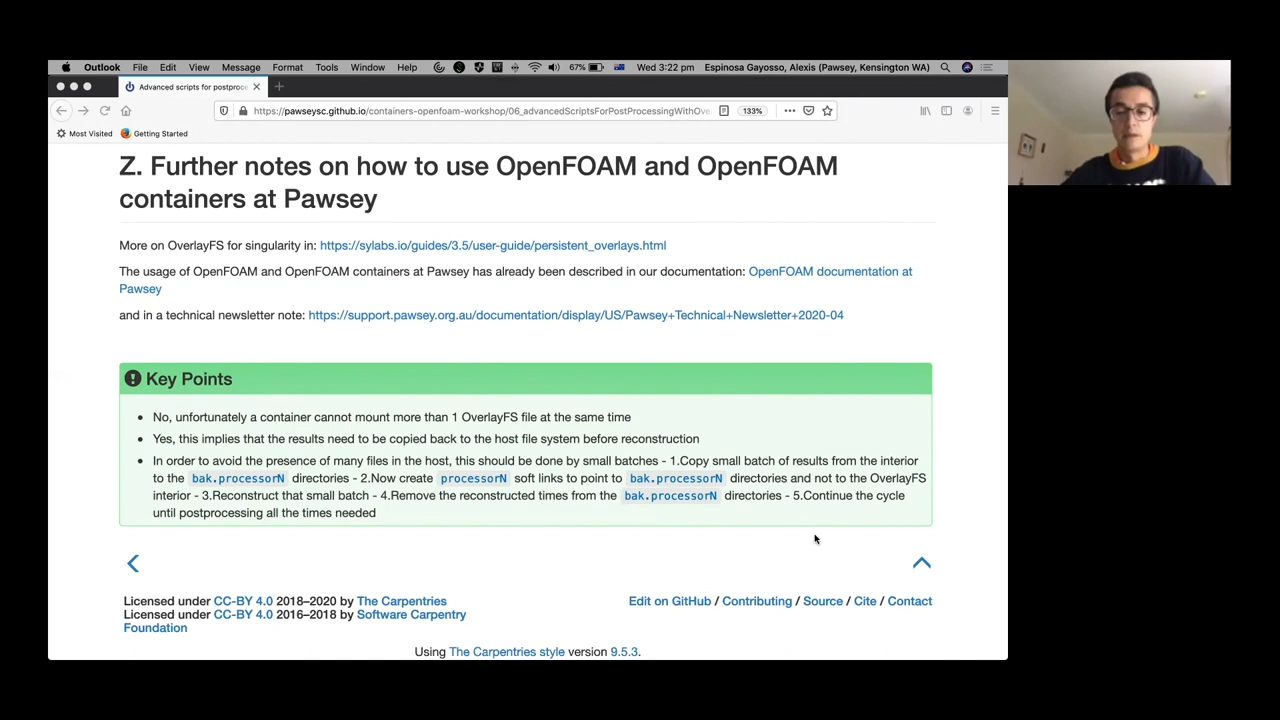 Outlook File Edit View Message Format Tools Window Help 67% Wed 3:22 pm Espinosa Gayosso, Alexis (Pawsey, Kensington WA)
Advanced scripts for postproce
https://pawseysc.github.io/containers-openfoam-workshop/06_advancedScriptsForPostProcessingWithOve 133%
Most Visited Getting Started
Z. Further notes on how to use OpenFOAM and OpenFOAM
containers at Pawsey
More on OverlayFS for singularity in: https://sylabs.io/guides/3.5/user-guide/persistent_overlays.html
The usage of OpenFOAM and OpenFOAM containers at Pawsey has already been described in our documentation: OpenFOAM documentation at
Pawsey
and in a technical newsletter note: https://support.pawsey.org.au/documentation/display/US/Pawsey+Technical+Newsletter+2020-04
Key Points
• No, unfortunately a container cannot mount more than 1 OverlayFS file at the same time
• Yes, this implies that the results need to be copied back to the host file system before reconstruction
• In order to avoid the presence of many files in the host, this should be done by small batches - 1.Copy small batch of results from the interior
to the bak.processorN directories - 2.Now create processorN soft links to point to bak.processorN directories and not to the OverlayFS
interior - 3.Reconstruct that small batch - 4.Remove the reconstructed times from the bak.processorN directories - 5.Continue the cycle
until postprocessing all the times needed
Licensed under CC-BY 4.0 2018–2020 by The Carpentries
Edit on GitHub / Contributing / Source / Cite / Contact
Licensed under CC-BY 4.0 2016–2018 by Software Carpentry
Foundation
Using The Carpentries style version 9.5.3.